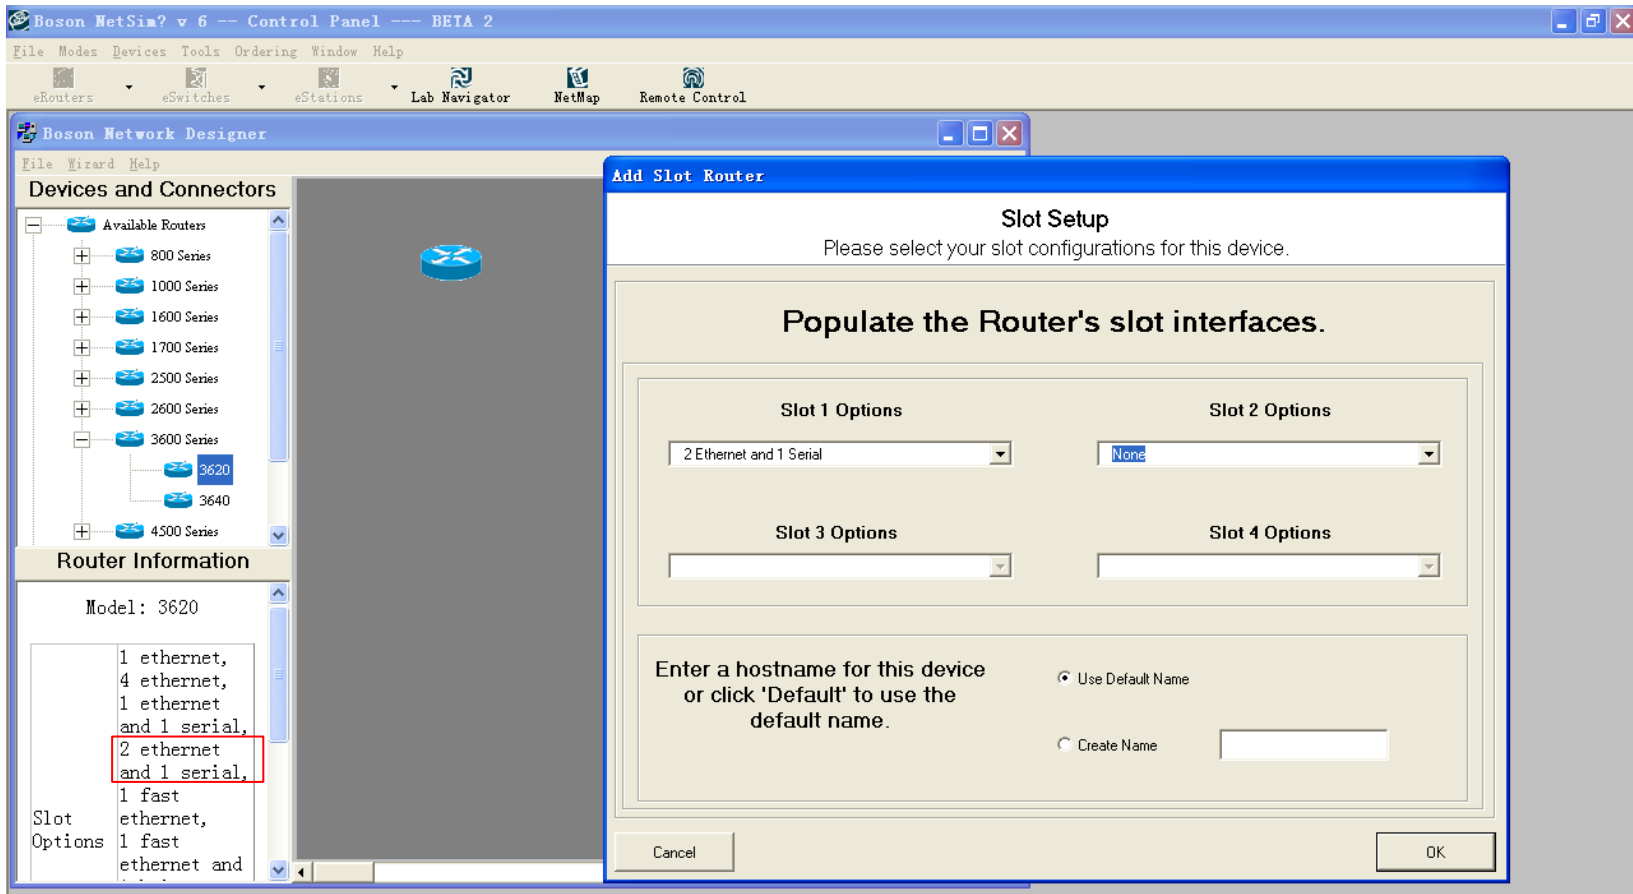 Boson NetSim? v 6 -- Control Panel --- BETA 2
File Modes Devices Tools Ordering Window Help
eRouters eSwitches eStations Lab Navigator NetMap Remote Control
Boson Network Designer
File Wizard Help
Devices and Connectors
Available Routers
800 Series
1000 Series
1600 Series
1700 Series
2500 Series
2600 Series
3600 Series
3620
3640
4500 Series
Router Information
Model: 3620
Slot Options
1 ethernet,
4 ethernet,
1 ethernet
and 1 serial,
2 ethernet
and 1 serial,
1 fast
ethernet,
1 fast
ethernet and
Add Slot Router
Slot Setup
Please select your slot configurations for this device.
Populate the Router's slot interfaces.
Slot 1 Options
2 Ethernet and 1 Serial
Slot 2 Options
None
Slot 3 Options
Slot 4 Options
Enter a hostname for this device
or click 'Default' to use the
default name.
Use Default Name
Create Name
Cancel
OK